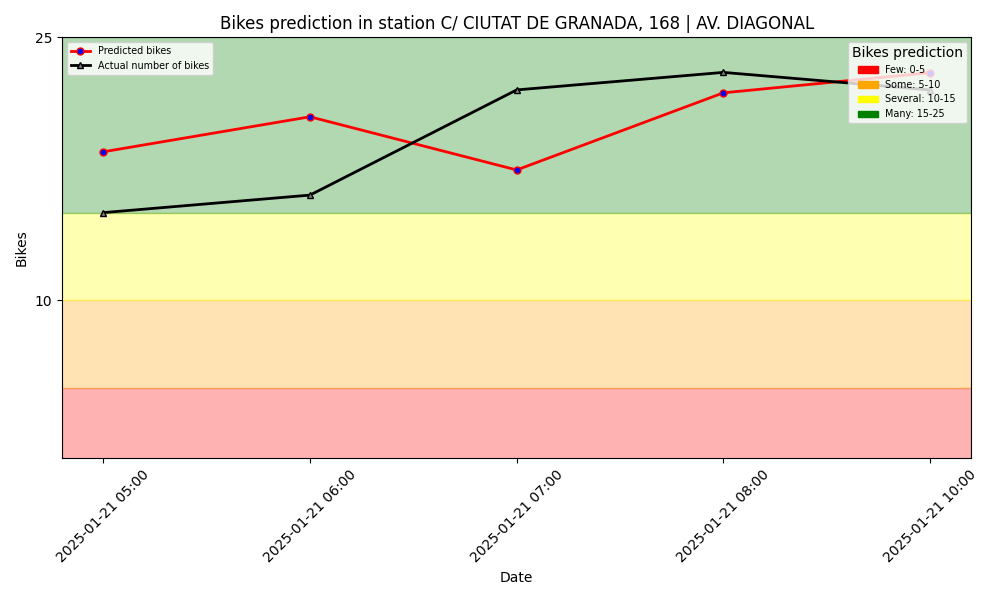 Bikes prediction in station C/ CIUTAT DE GRANADA, 168 | AV. DIAGONAL
25
Predicted bikes
Actual number of bikes
Bikes prediction
Few: 0-5
Some: 5-10
Several: 10-15
Many: 15-25
Bikes
10
2025-01-21 05:00
2025-01-21 06:00
2025-01-21 07:00
2025-01-21 08:00
2025-01-21 10:00
Date